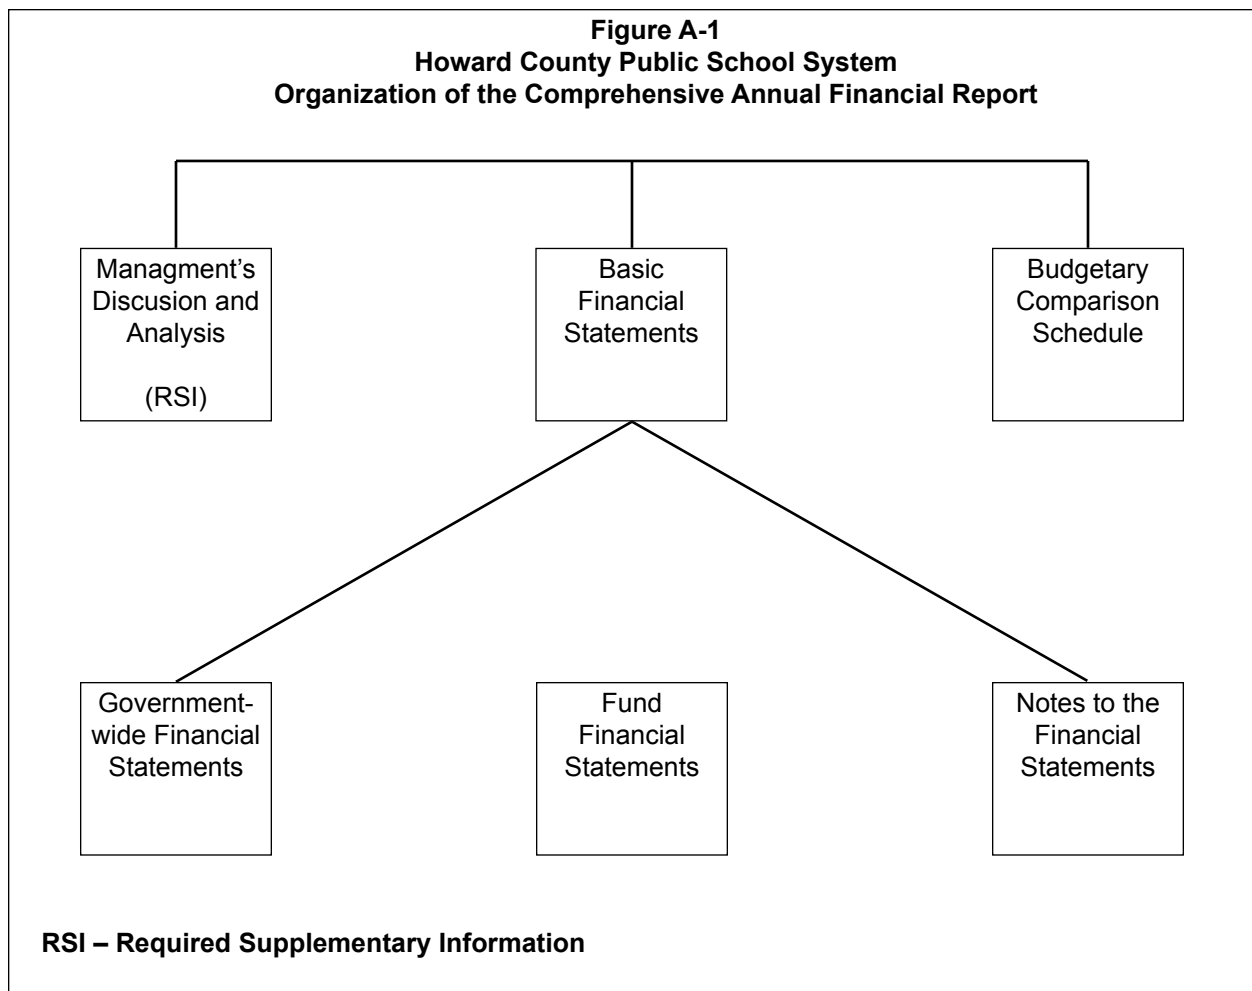 Figure A-1
Howard County Public School System
Organization of the Comprehensive Annual Financial Report
Managment’s
Discusion and
Analysis
(RSI)
Basic
Financial
Statements
Budgetary
Comparison
Schedule
Government-
wide Financial
Statements
Fund
Financial
Statements
Notes to the
Financial
Statements
RSI – Required Supplementary Information